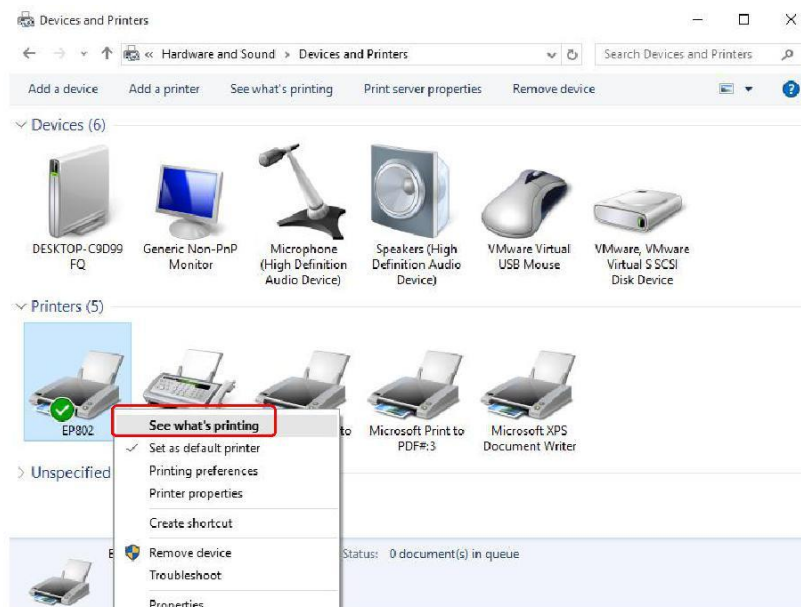 Devices and Printers
« Hardware and Sound > Devices and Printers
Search Devices and Printers
Add a device
Add a printer
See what's printing
Print server properties
Remove device
Devices (6)
DESKTOP-C9D99
FQ
Generic Non-PnP
Monitor
Microphone
(High Definition
Audio Device)
Speakers (High
Definition Audio
Device)
VMware Virtual
USB Mouse
VMware, VMware
Virtual S SCSI
Disk Device
Printers (5)
EP802
to
Microsoft Print to
PDF#:3
Microsoft XPS
Document Writer
See what's printing
Set as default printer
Printing preferences
Printer properties
Create shortcut
Remove device
Troubleshoot
Properties
Unspecified
Status: 0 document(s) in queue